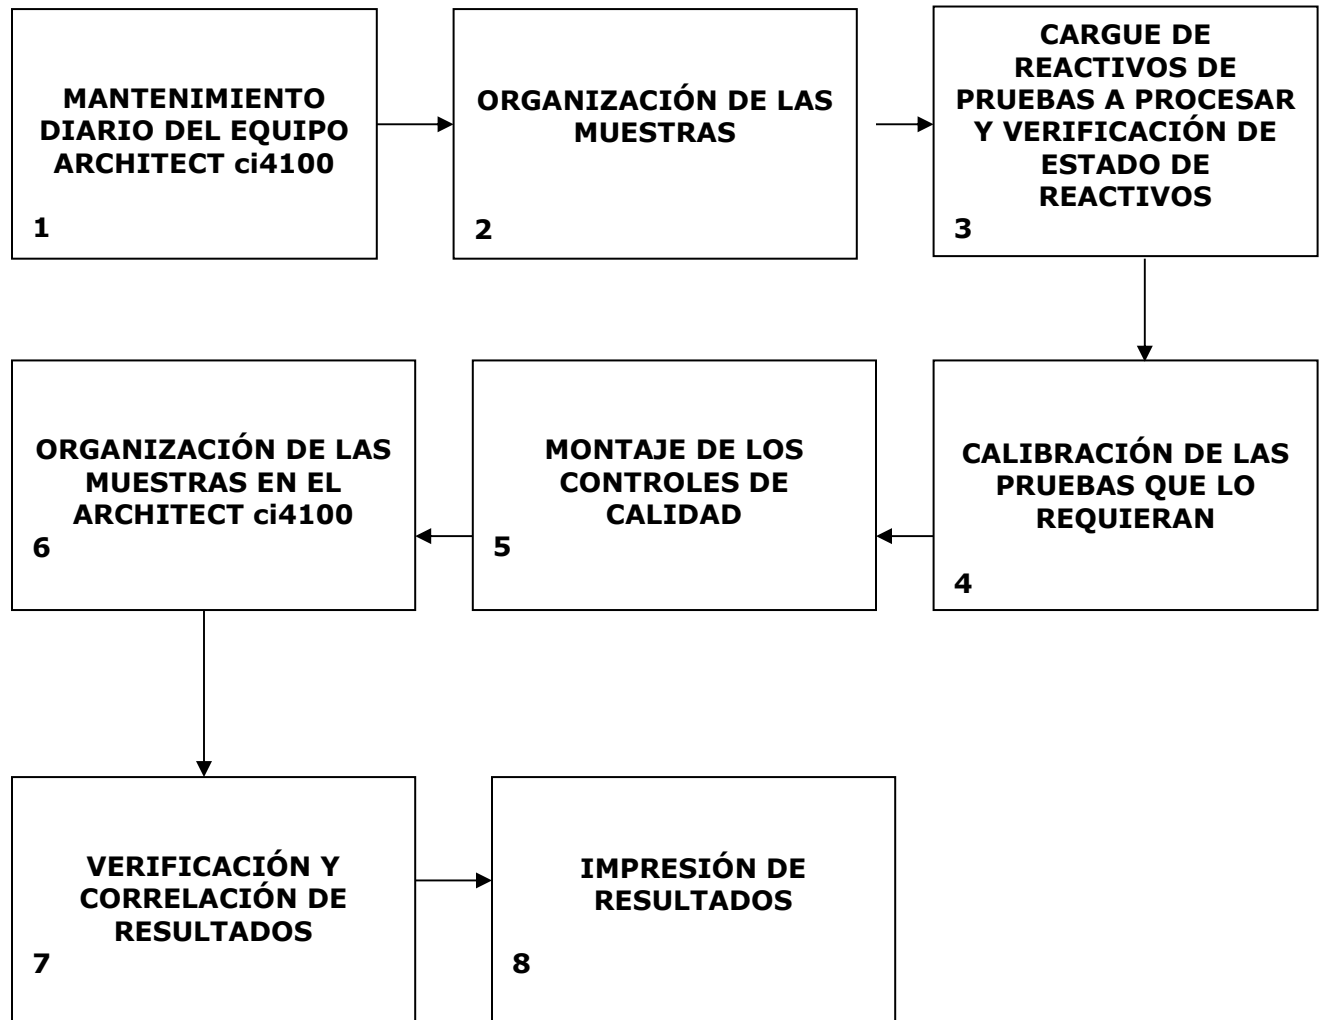 MANTENIMIENTO
DIARIO DEL EQUIPO
ARCHITECT ci4100
1
ORGANIZACIÓN DE LAS
MUESTRAS
2
CARGUE DE
REACTIVOS DE
PRUEBAS A PROCESAR
Y VERIFICACIÓN DE
ESTADO DE
REACTIVOS
3
CALIBRACIÓN DE LAS
PRUEBAS QUE LO
REQUIERAN
4
MONTAJE DE LOS
CONTROLES DE
CALIDAD
5
ORGANIZACIÓN DE LAS
MUESTRAS EN EL
ARCHITECT ci4100
6
VERIFICACIÓN Y
CORRELACIÓN DE
RESULTADOS
7
IMPRESIÓN DE
RESULTADOS
8